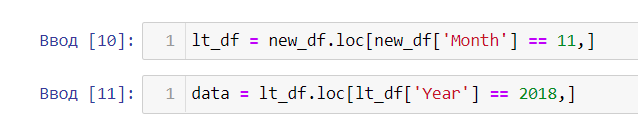 Ввод [10]: 1 lt_df = new_df.loc[new_df['Month'] == 11,]
Ввод [11]: 1 data = lt_df.loc[lt_df['Year'] == 2018,]